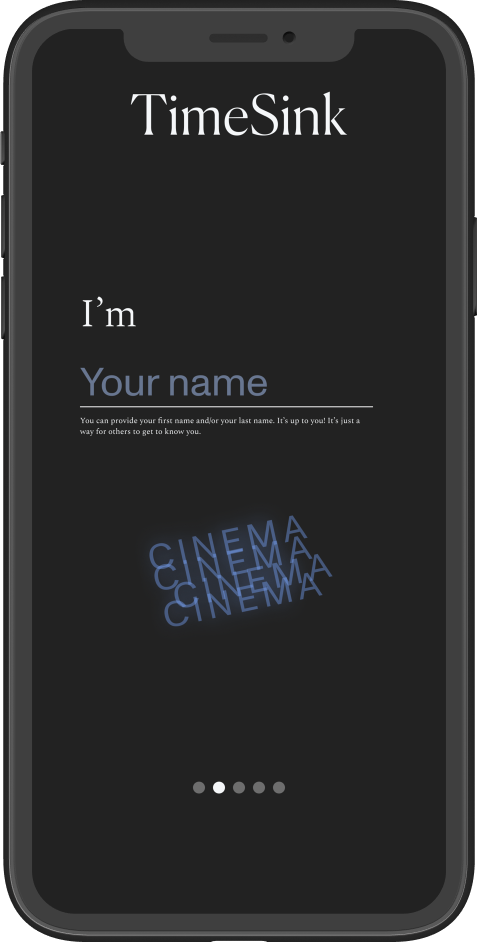 TimeSink
I’m
Your name
You can provide your first name and/or your last name. It’s up to you! It’s just a
way for others to get to know you.
CINEMA
CINEMA
CINEMA
CINEMA